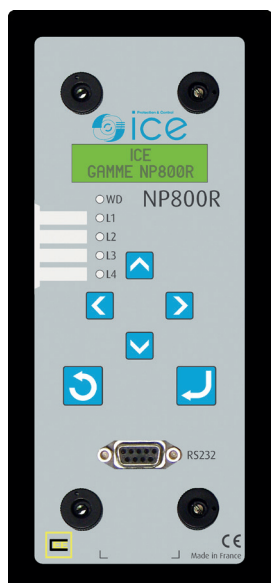 Protection & Control
ice
ICE
GAMME NP800R
WD
NP800R
L1
L2
L3
L4
RS232
CE
Made in France